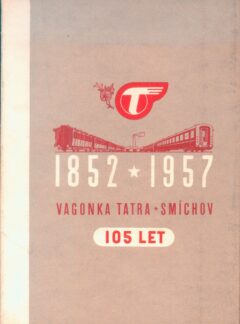 T
1852 ★ 1957
VAGONKA TATRA • SMÍCHOV
105 LET